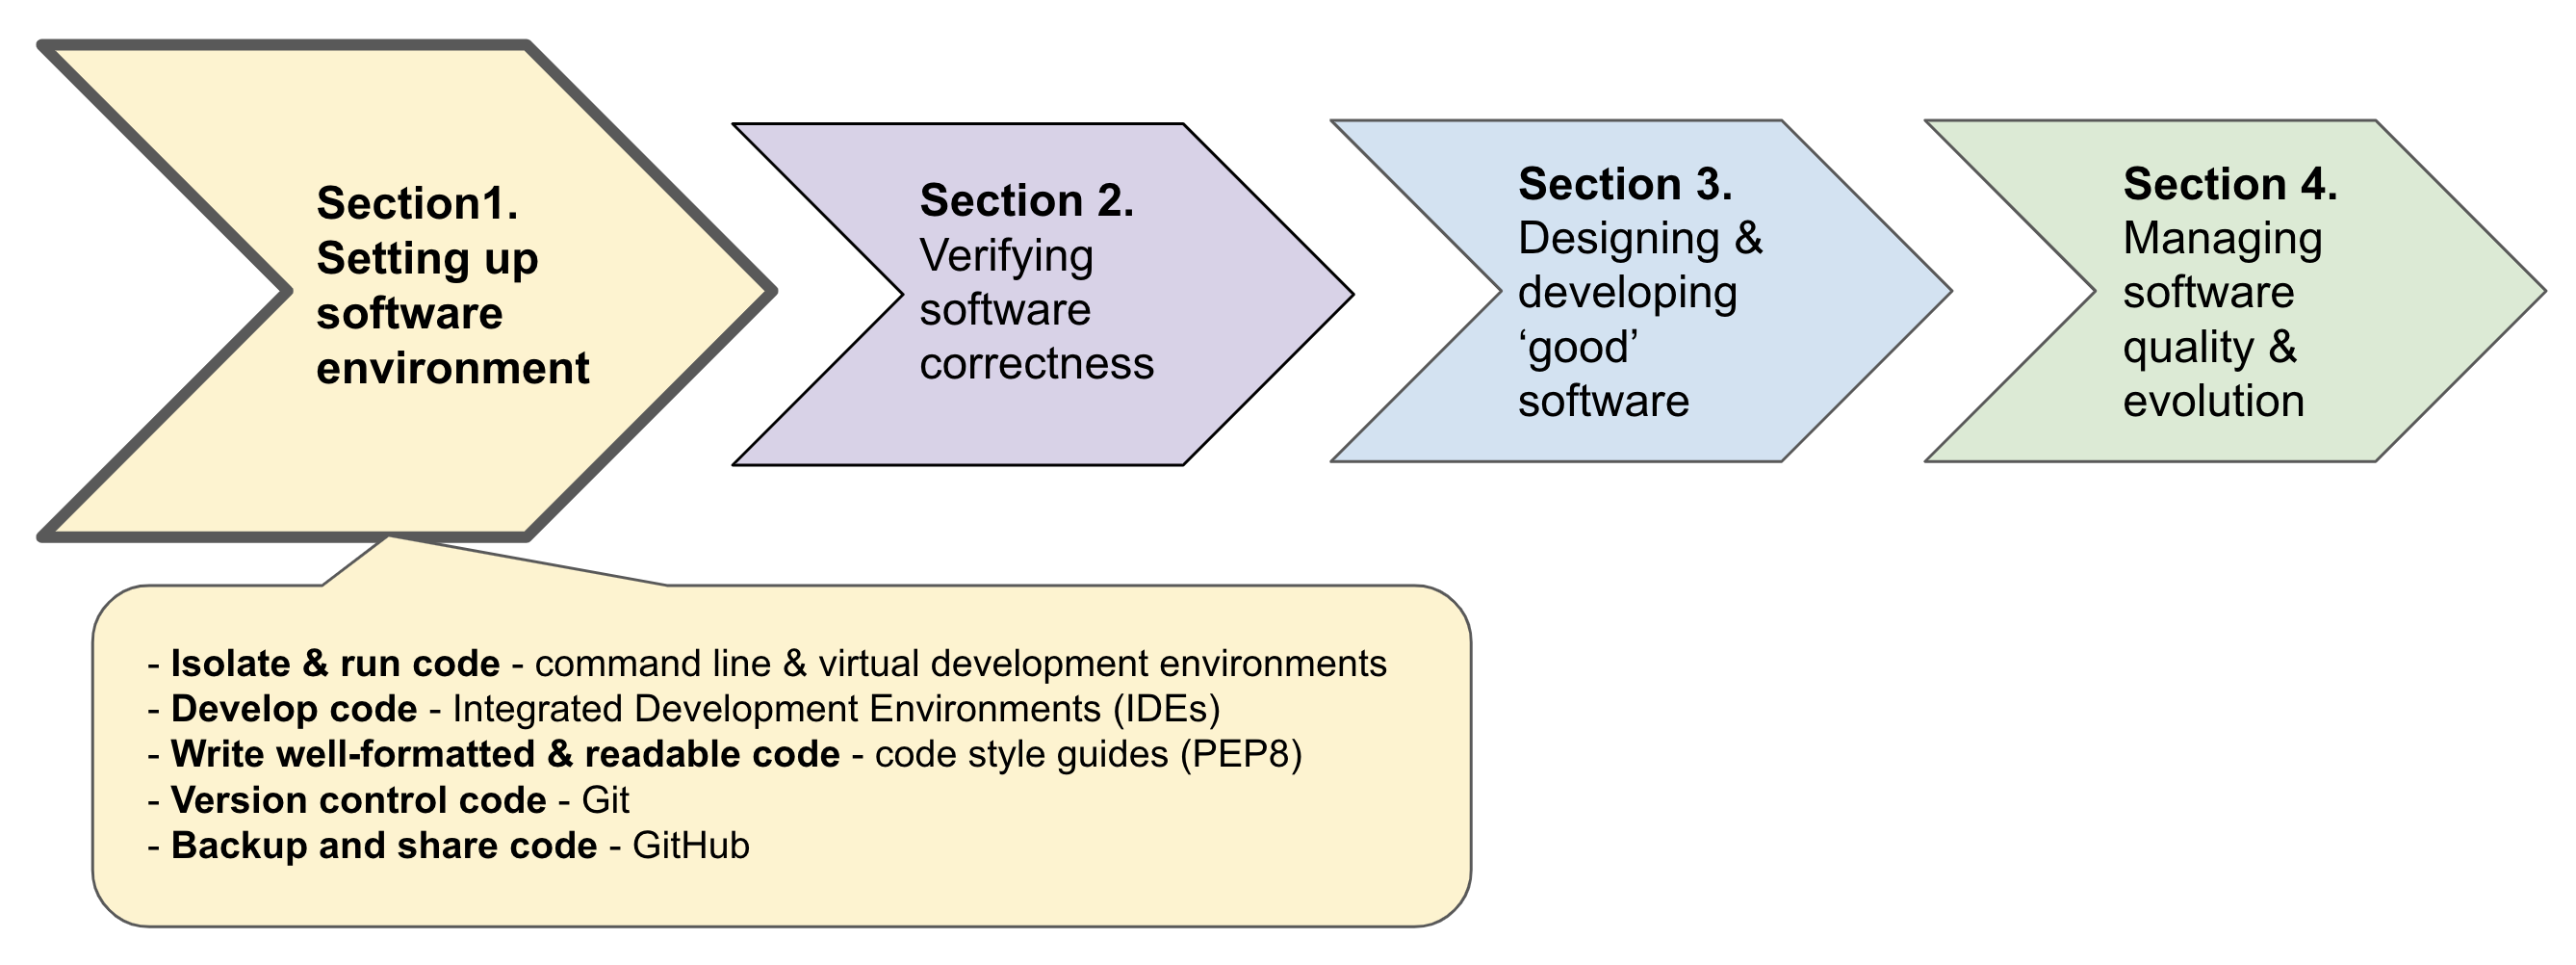 Section1.
Setting up
software
environment
Section 2.
Verifying
software
correctness
Section 3.
Designing &
developing
‘good’
software
Section 4.
Managing
software
quality &
evolution
- Isolate & run code - command line & virtual development environments
- Develop code - Integrated Development Environments (IDEs)
- Write well-formatted & readable code - code style guides (PEP8)
- Version control code - Git
- Backup and share code - GitHub